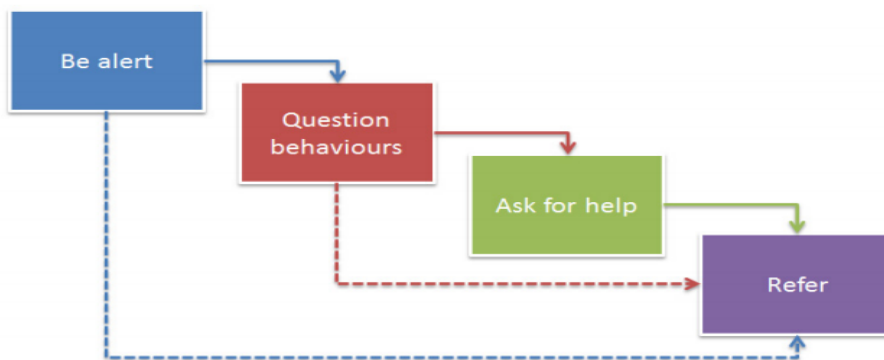 Be alert
Question
behaviours
Ask for help
Refer